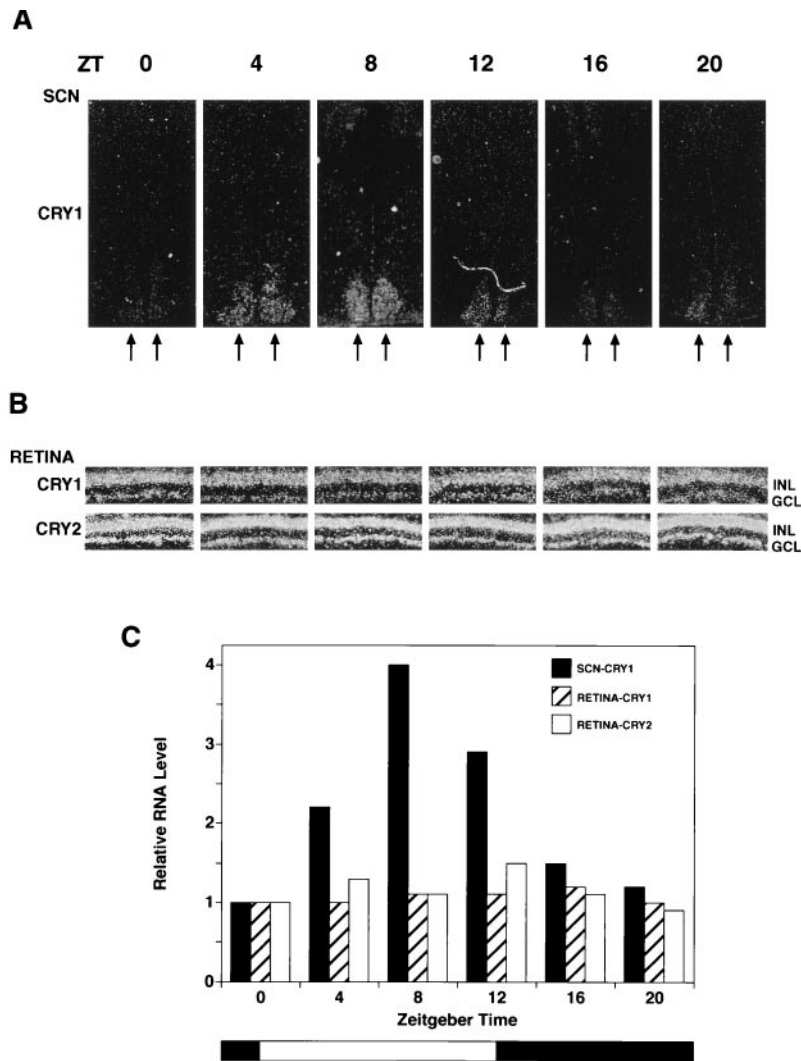 A
ZT 0 4 8 12 16 20
SCN
CRY1
B
RETINA
CRY1 INL
GCL
CRY2 INL
GCL
C
4
3
2
1
0
Relative RNA Level
SCN-CRY1
RETINA-CRY1
RETINA-CRY2
0 4 8 12 16 20
Zeitgeber Time